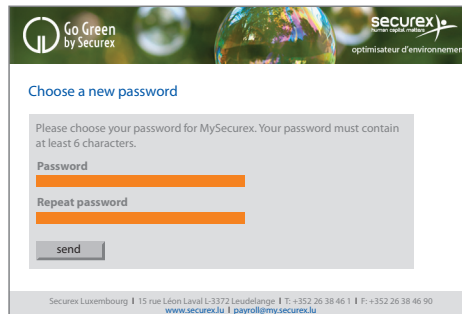 Go Green
by Securex
securex
human capital matters
optimisateur d'environnemen
Choose a new password
Please choose your password for MySecurex. Your password must contain
at least 6 characters.
Password
Repeat password
send
Securex Luxembourg I 15 rue Léon Laval L-3372 Leudelange I T: +352 26 38 46 1 I F: +352 26 38 46 90
www.securex.lu I payroll@my.securex.lu